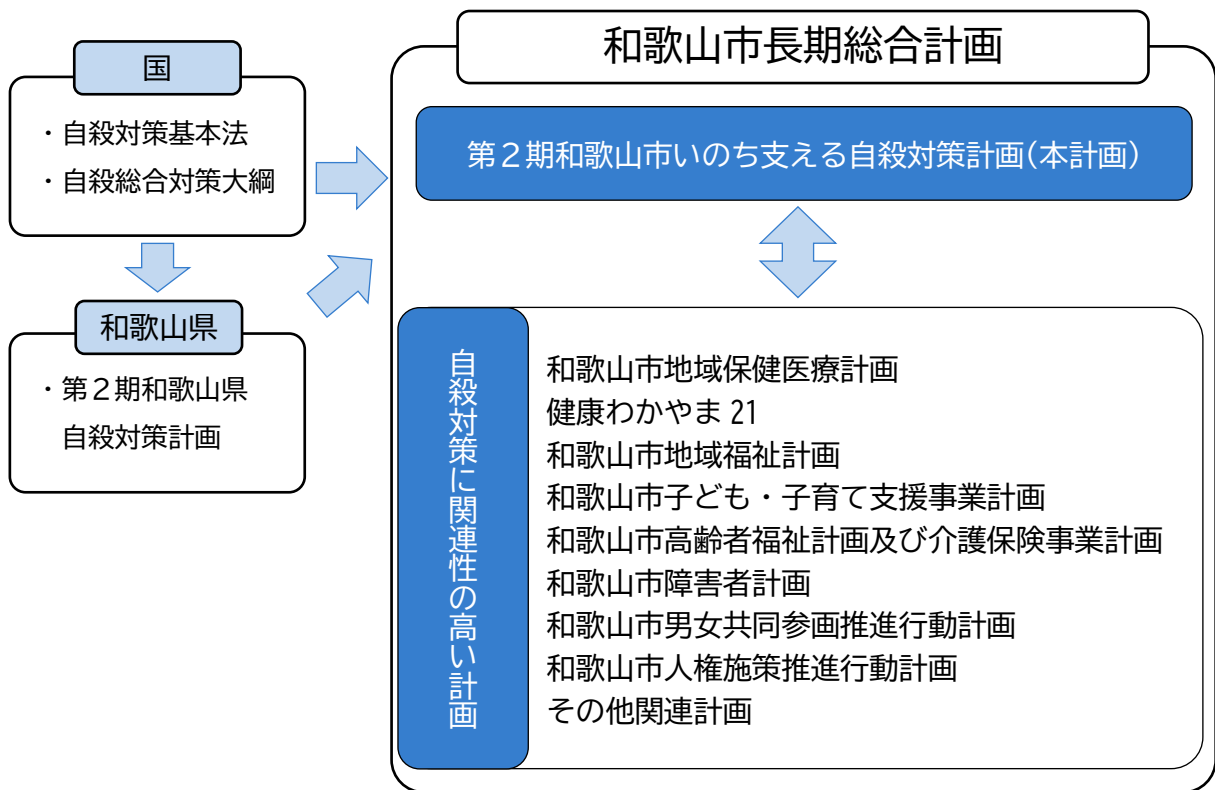 国
・自殺対策基本法
・自殺総合対策大綱
和歌山県
・第２期和歌山県
自殺対策計画
和歌山市長期総合計画
第２期和歌山市いのち支える自殺対策計画(本計画)
自殺対策に関連性の高い計画
和歌山市地域保健医療計画
健康わかやま 21
和歌山市地域福祉計画
和歌山市子ども・子育て支援事業計画
和歌山市高齢者福祉計画及び介護保険事業計画
和歌山市障害者計画
和歌山市男女共同参画推進行動計画
和歌山市人権施策推進行動計画
その他関連計画